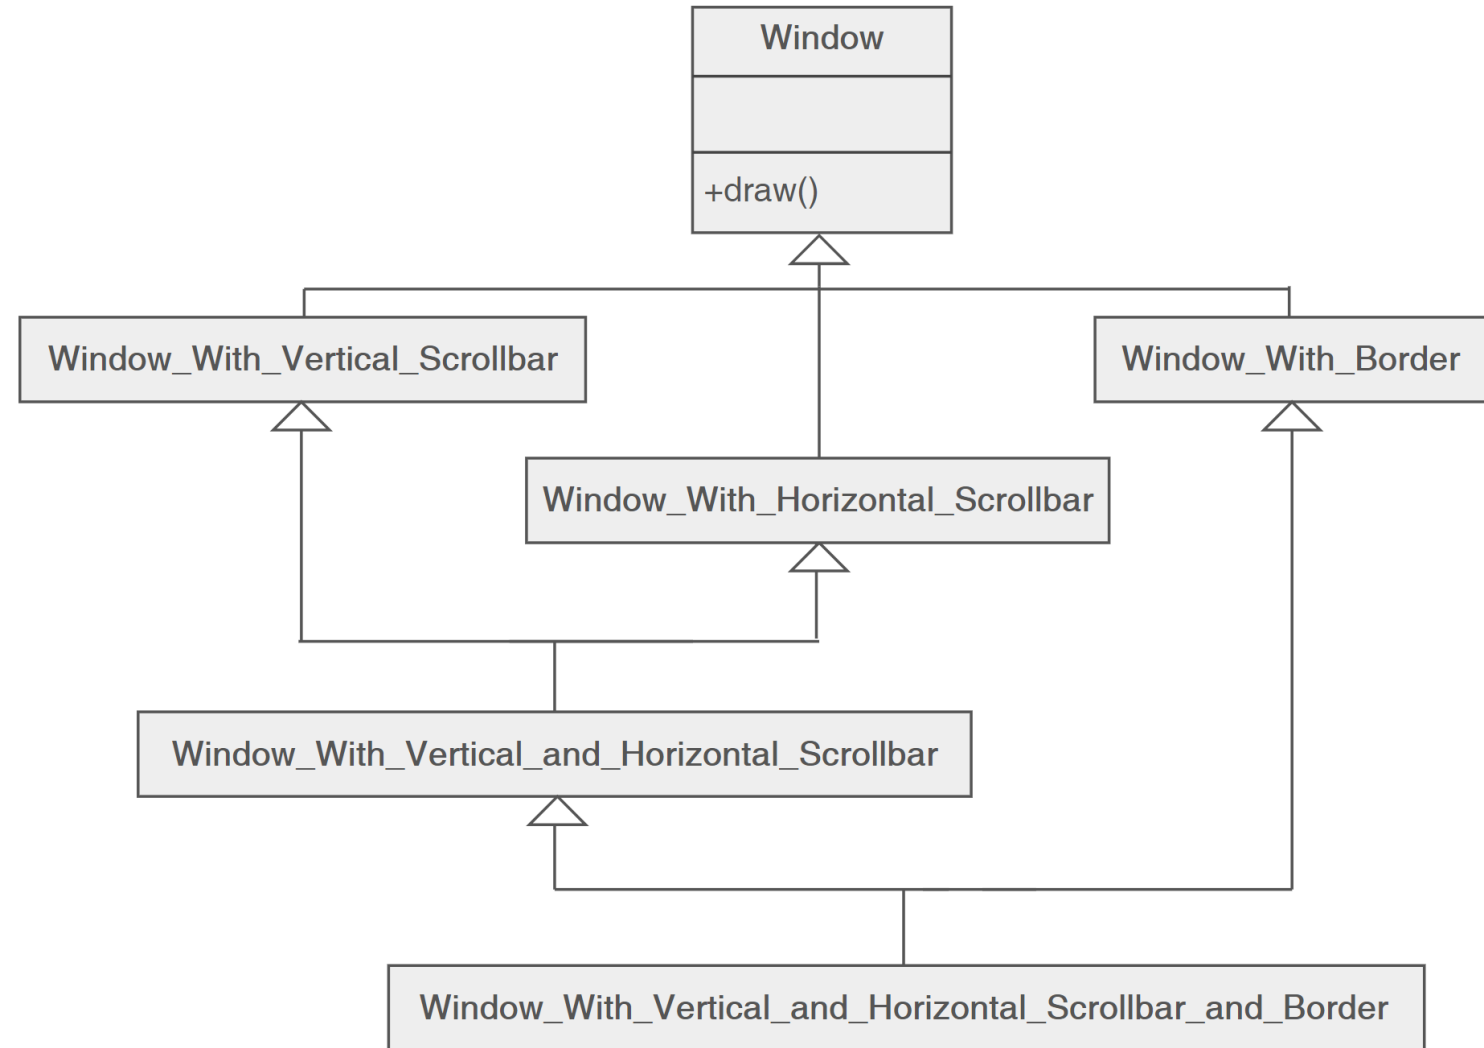 Window
+draw()
Window_With_Vertical_Scrollbar
Window_With_Border
Window_With_Horizontal_Scrollbar
Window_With_Vertical_and_Horizontal_Scrollbar
Window_With_Vertical_and_Horizontal_Scrollbar_and_Border